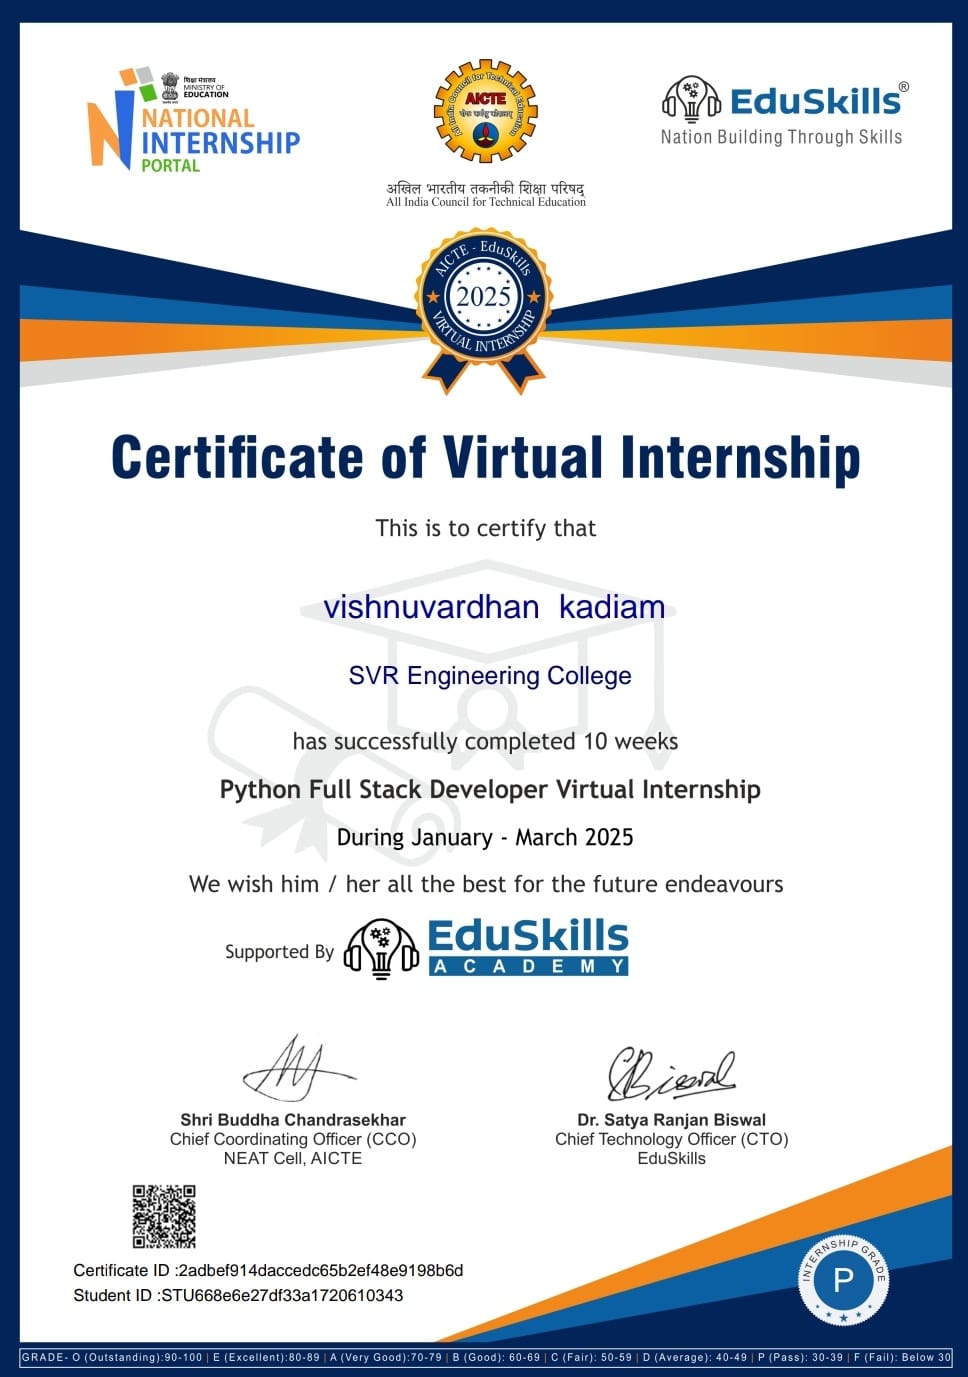 शिक्षा मंत्रालय
MINISTRY OF
EDUCATION
NATIONAL
INTERNSHIP
PORTAL
All India Council for Technical Education
AICTE
अखिल भारतीय तकनीकी शिक्षा परिषद्
All India Council for Technical Education
EduSkills®
Nation Building Through Skills
AICTE - EduSkills
2025
VIRTUAL INTERNSHIP
Certificate of Virtual Internship
This is to certify that
vishnuvardhan kadiam
SVR Engineering College
has successfully completed 10 weeks
Python Full Stack Developer Virtual Internship
During January - March 2025
We wish him / her all the best for the future endeavours
Supported By
EduSkills
ACADEMY
Biswal
Shri Buddha Chandrasekhar
Chief Coordinating Officer (CCO)
NEAT Cell, AICTE
Dr. Satya Ranjan Biswal
Chief Technology Officer (CTO)
EduSkills
Certificate ID :2adbef914daccedc65b2ef48e9198b6d
Student ID :STU668e6e27df33a1720610343
INTERNSHIP GRADE
P
GRADE- O (Outstanding):90-100 | E (Excellent):80-89 | A (Very Good):70-79 | B (Good): 60-69 | C (Fair): 50-59 | D (Average): 40-49 | P (Pass): 30-39 | F (Fail): Below 30